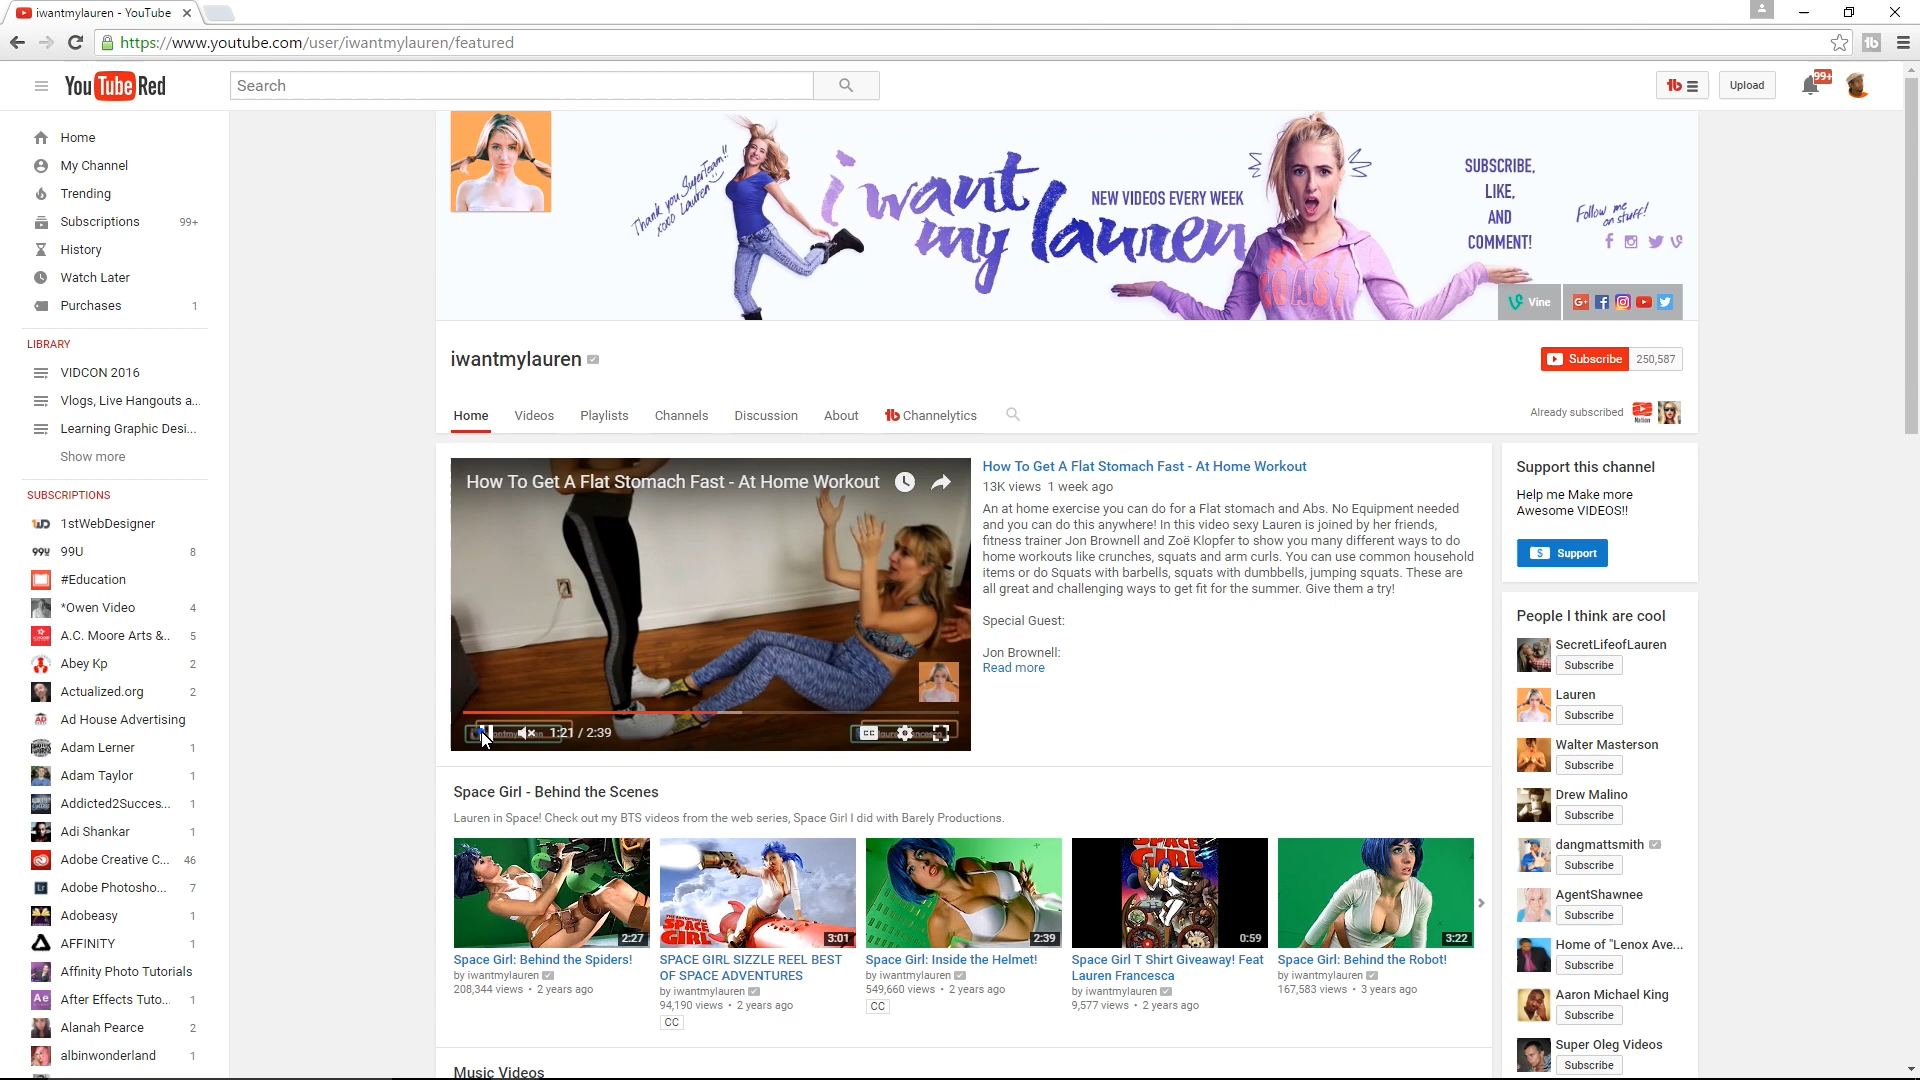 iwantmylauren - YouTube
https://www.youtube.com/user/iwantmylauren/featured
YouTube Red
Search
Upload
99+
Home
My Channel
Trending
Subscriptions 99+
History
Watch Later
Purchases 1
LIBRARY
VIDCON 2016
Vlogs, Live Hangouts a...
Learning Graphic Desi...
Show more
SUBSCRIPTIONS
1stWebDesigner
99U 8
#Education
*Owen Video 4
A.C. Moore Arts &.. 5
Abey Kp 2
Actualized.org 2
Ad House Advertising
Adam Lerner 1
Adam Taylor 1
Addicted2Succes... 1
Adi Shankar 1
Adobe Creative C... 46
Adobe Photosho... 7
Adobeasy 1
AFFINITY 1
Affinity Photo Tutorials
After Effects Tuto... 1
Alanah Pearce 2
albinwonderland 1
Thank you SuperTeam!!
xoxo Lauren
i want
my lauren
NEW VIDEOS EVERY WEEK
COAST
SUBSCRIBE,
LIKE,
AND
COMMENT!
Follow me
on stuff!
Vine
iwantmylauren
Subscribe 250,587
Home Videos Playlists Channels Discussion About Channelytics
Already subscribed
How To Get A Flat Stomach Fast - At Home Workout
1:21 / 2:39
CC
How To Get A Flat Stomach Fast - At Home Workout
13K views 1 week ago
An at home exercise you can do for a Flat stomach and Abs. No Equipment needed
and you can do this anywhere! In this video sexy Lauren is joined by her friends,
fitness trainer Jon Brownell and Zoë Klopfer to show you many different ways to do
home workouts like crunches, squats and arm curls. You can use common household
items or do Squats with barbells, squats with dumbbells, jumping squats. These are
all great and challenging ways to get fit for the summer. Give them a try!
Special Guest:
Jon Brownell:
Read more
Space Girl - Behind the Scenes
Lauren in Space! Check out my BTS videos from the web series, Space Girl I did with Barely Productions.
2:27
Space Girl: Behind the Spiders!
by iwantmylauren
208,344 views • 2 years ago
SPACE
GIRL
3:01
SPACE GIRL SIZZLE REEL BEST
OF SPACE ADVENTURES
by iwantmylauren
94,190 views • 2 years ago
CC
2:39
Space Girl: Inside the Helmet!
by iwantmylauren
549,660 views • 2 years ago
CC
SPACE
GIRL
0:59
Space Girl T Shirt Giveaway! Feat
Lauren Francesca
by iwantmylauren
9,577 views • 2 years ago
3:22
Space Girl: Behind the Robot!
by iwantmylauren
167,583 views • 3 years ago
Music Videos
Support this channel
Help me Make more
Awesome VIDEOS!!
$ Support
People I think are cool
SecretLifeofLauren
Subscribe
Lauren
Subscribe
Walter Masterson
Subscribe
Drew Malino
Subscribe
dangmattsmith
Subscribe
AgentShawnee
Subscribe
Home of "Lenox Ave...
Subscribe
Aaron Michael King
Subscribe
Super Oleg Videos
Subscribe